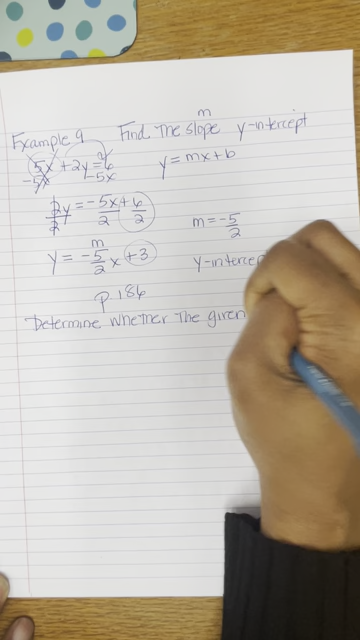 m
Example 9 Find The slope y-intercept
5x + 2y = 6 y = mx + b
-5x -5x
2y = -5x + 6 m = -5/2
2 2 2
m
y = -5/2 x + 3 y-intercep
p 186
Determine whether The given